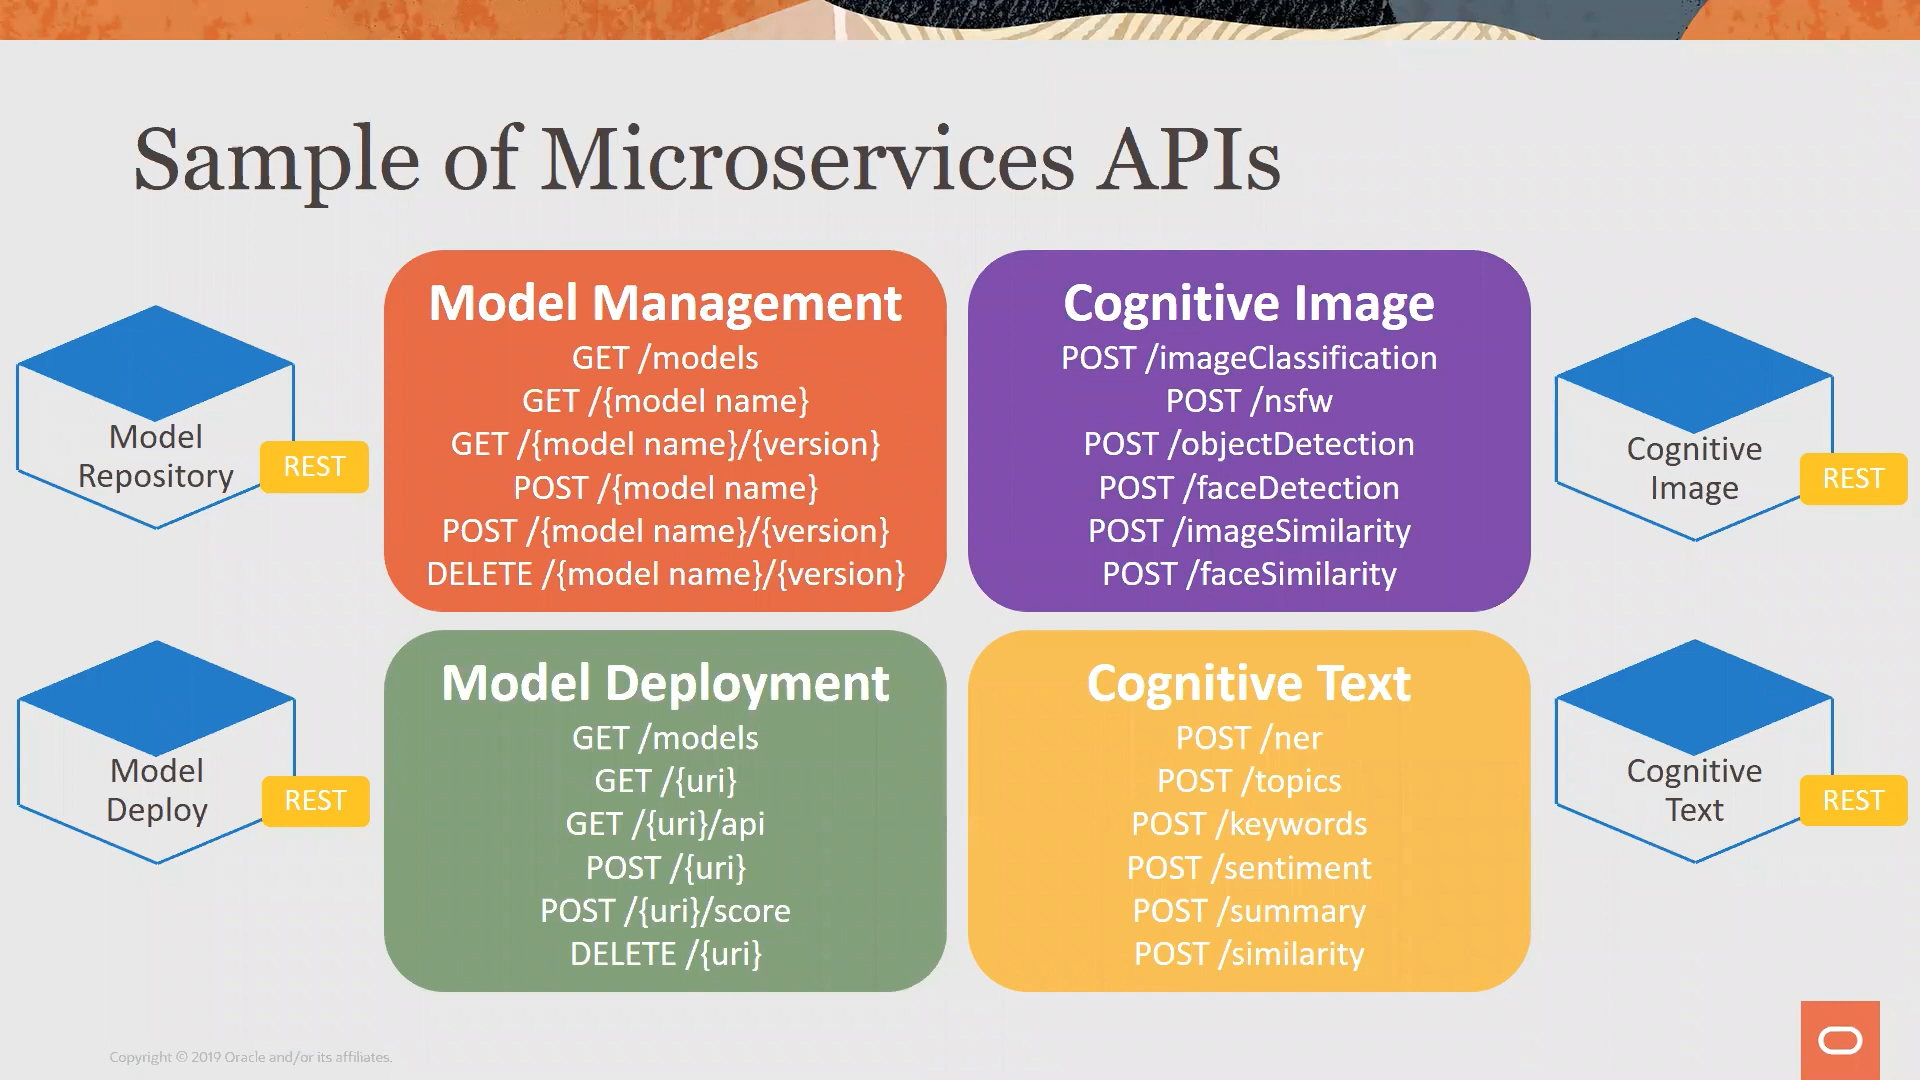 Sample of Microservices APIs
Model
Repository
REST
Model Management
GET /models
GET /{model name}
GET /{model name}/{version}
POST /{model name}
POST /{model name}/{version}
DELETE /{model name}/{version}
Cognitive Image
POST /imageClassification
POST /nsfw
POST /objectDetection
POST /faceDetection
POST /imageSimilarity
POST /faceSimilarity
Cognitive
Image
REST
Model
Deploy
REST
Model Deployment
GET /models
GET /{uri}
GET /{uri}/api
POST /{uri}
POST /{uri}/score
DELETE /{uri}
Cognitive Text
POST /ner
POST /topics
POST /keywords
POST /sentiment
POST /summary
POST /similarity
Cognitive
Text
REST
Copyright © 2019 Oracle and/or its affiliates.